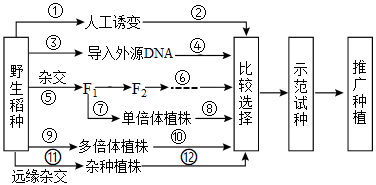 野生稻种
① 人工诱变 ②
③ 导入外源DNA ④
杂交 ⑤ F1 F2 ⑥
⑦ 单倍体植株 ⑧
⑨ 多倍体植株 ⑩
⑪ 远缘杂交 杂种植株 ⑫
比较选择
示范试种
推广种植